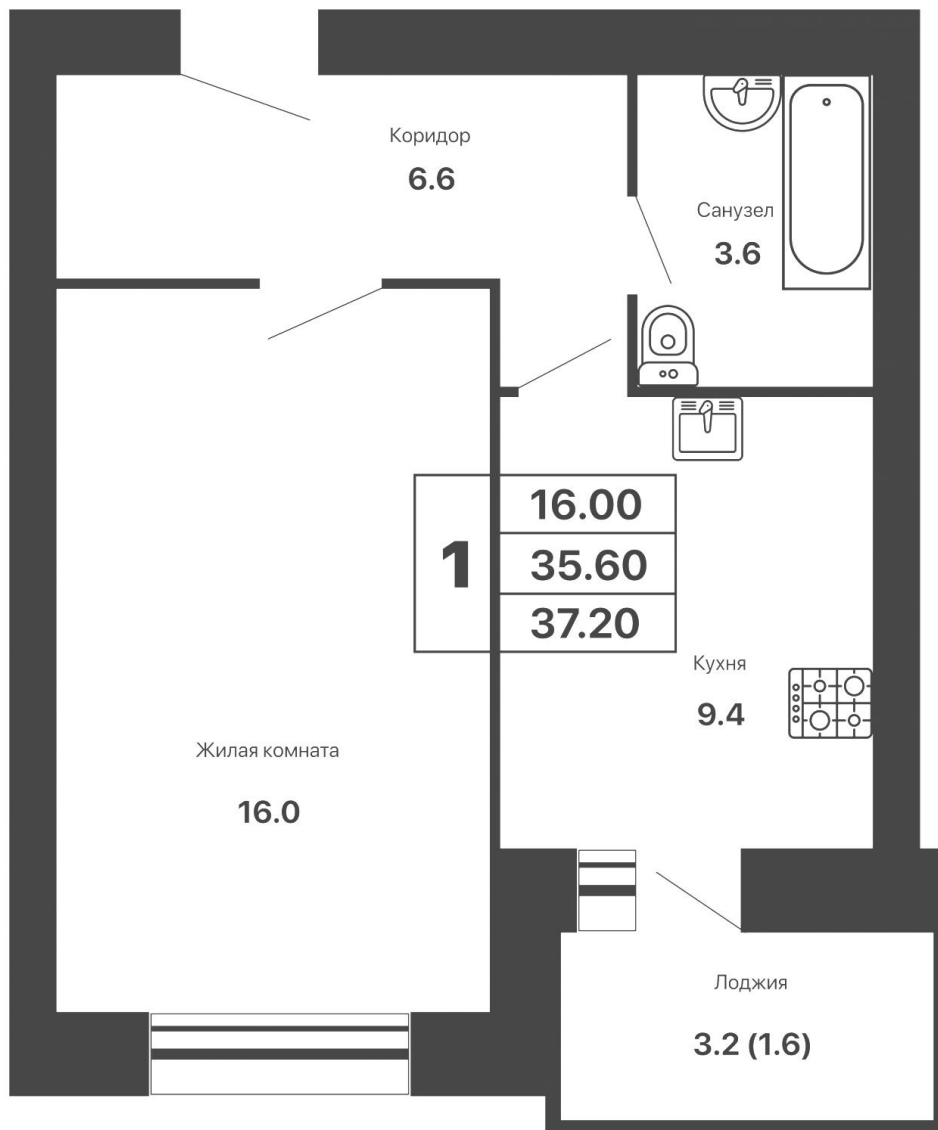 Коридор
6.6
Санузел
3.6
1
16.00
35.60
37.20
Кухня
9.4
Жилая комната
16.0
Лоджия
3.2 (1.6)